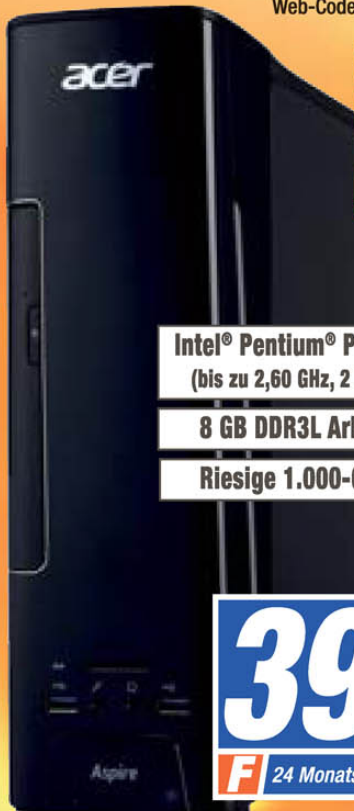 Web-Code
acer
Intel® Pentium® P
(bis zu 2,60 GHz, 2
8 GB DDR3L Ar
Riesige 1.000-
Aspire
39
F 24 Monats